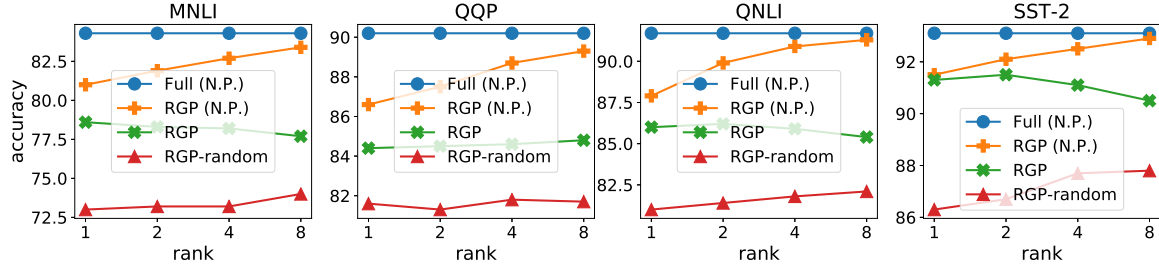 MNLI
accuracy
82.5
80.0
77.5
75.0
72.5
Full (N.P.)
RGP (N.P.)
RGP
RGP-random
1 2 4 8
rank
QQP
90
88
86
84
82
Full (N.P.)
RGP (N.P.)
RGP
RGP-random
1 2 4 8
rank
QNLI
90.0
87.5
85.0
82.5
Full (N.P.)
RGP (N.P.)
RGP
RGP-random
1 2 4 8
rank
SST-2
92
90
88
86
Full (N.P.)
RGP (N.P.)
RGP
RGP-random
1 2 4 8
rank